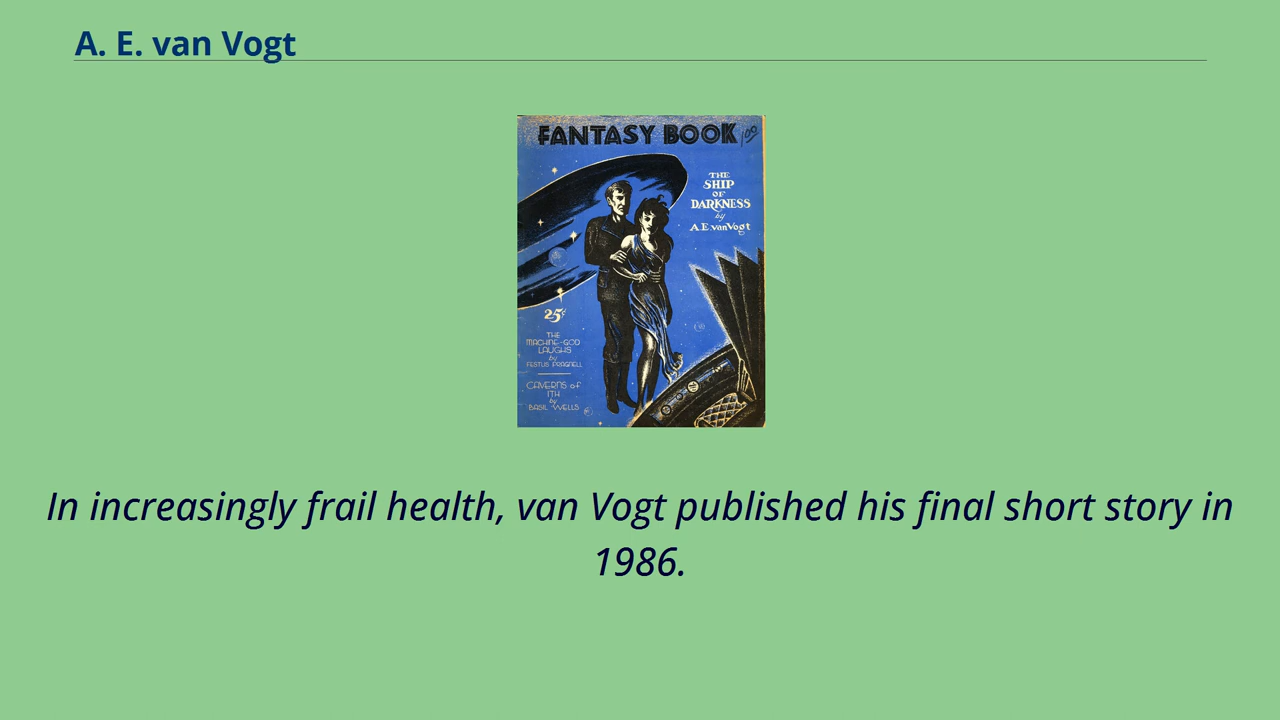 A. E. van Vogt
FANTASY BOOK
100
THE
SHIP
OF
DARKNESS
by
A.E. van Vogt
25¢
THE
MACHINE-GOD
LAUGHS
by
FESTUS PRAGNELL
CAVERNS of
ITH
by
BASIL WELLS
In increasingly frail health, van Vogt published his final short story in
1986.